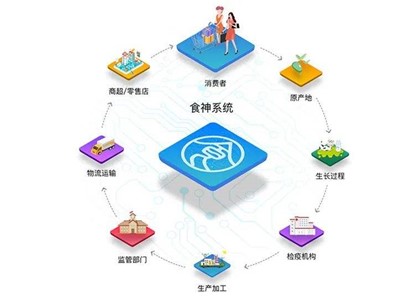 消费者
商超/零售店
原产地
食神系统
物流运输
生长过程
监管部门
检疫机构
生产加工